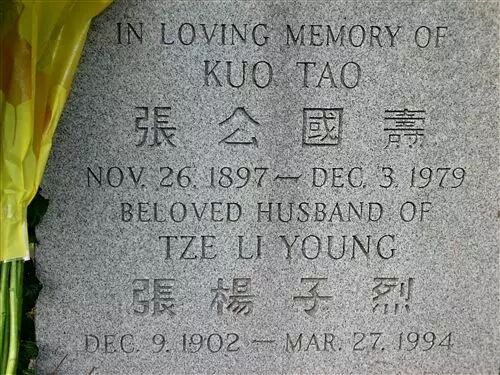 IN LOVING MEMORY OF
KUO TAO
張公國壽
NOV. 26. 1897 — DEC. 3. 1979
BELOVED HUSBAND OF
TZE LI YOUNG
張楊子烈
DEC. 9. 1902 — MAR. 27. 1994